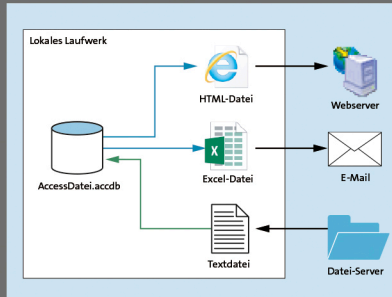 Lokales Laufwerk
HTML-Datei
Webserver
AccessDatei.accdb
Excel-Datei
E-Mail
Textdatei
Datei-Server